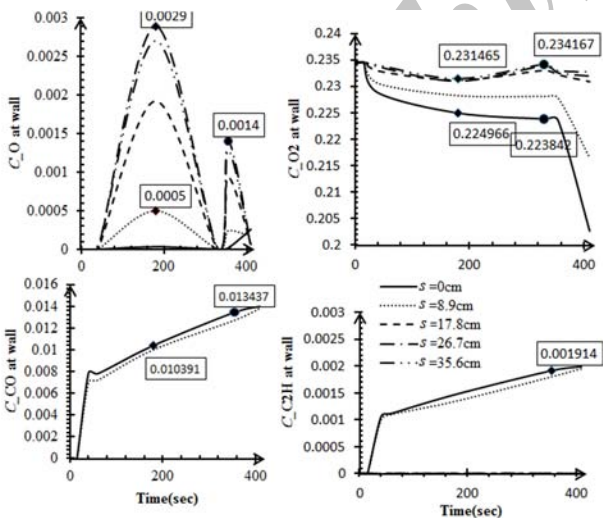 0.003
0.0025
0.002
0.0015
0.001
0.0005
0
0.0029
0.0014
0.0005
C_O at wall
0 200 400
0.24
0.235
0.23
0.225
0.22
0.215
0.21
0.205
0.2
0.231465
0.234167
0.224966
0.223842
C_O2 at wall
0 200 400
0.016
0.014
0.012
0.01
0.008
0.006
0.004
0.002
0
0.013437
0.010391
C_CO at wall
0 200 400
Time(sec)
0.003
0.0025
0.002
0.0015
0.001
0.0005
0
s =0cm
s =8.9cm
s =17.8cm
s =26.7cm
s =35.6cm
0.001914
C_C2H at wall
0 200 400
Time(sec)